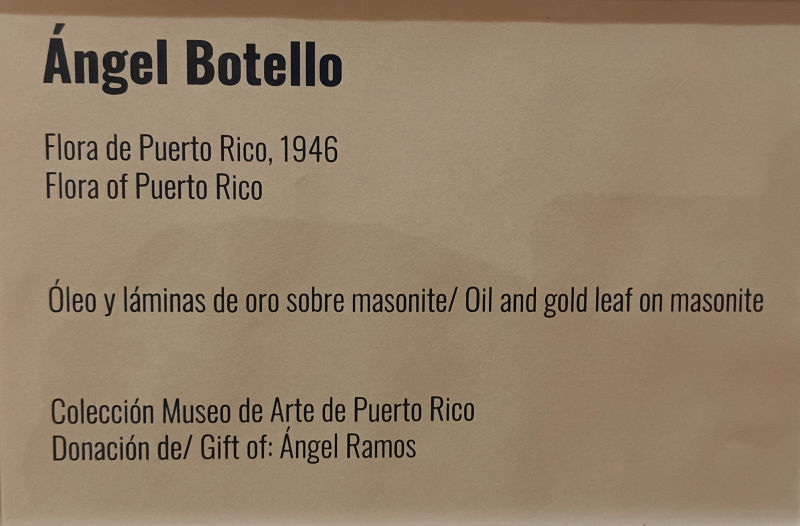 Ángel Botello
Flora de Puerto Rico, 1946
Flora of Puerto Rico
Óleo y láminas de oro sobre masonite/ Oil and gold leaf on masonite
Colección Museo de Arte de Puerto Rico
Donación de/ Gift of: Ángel Ramos